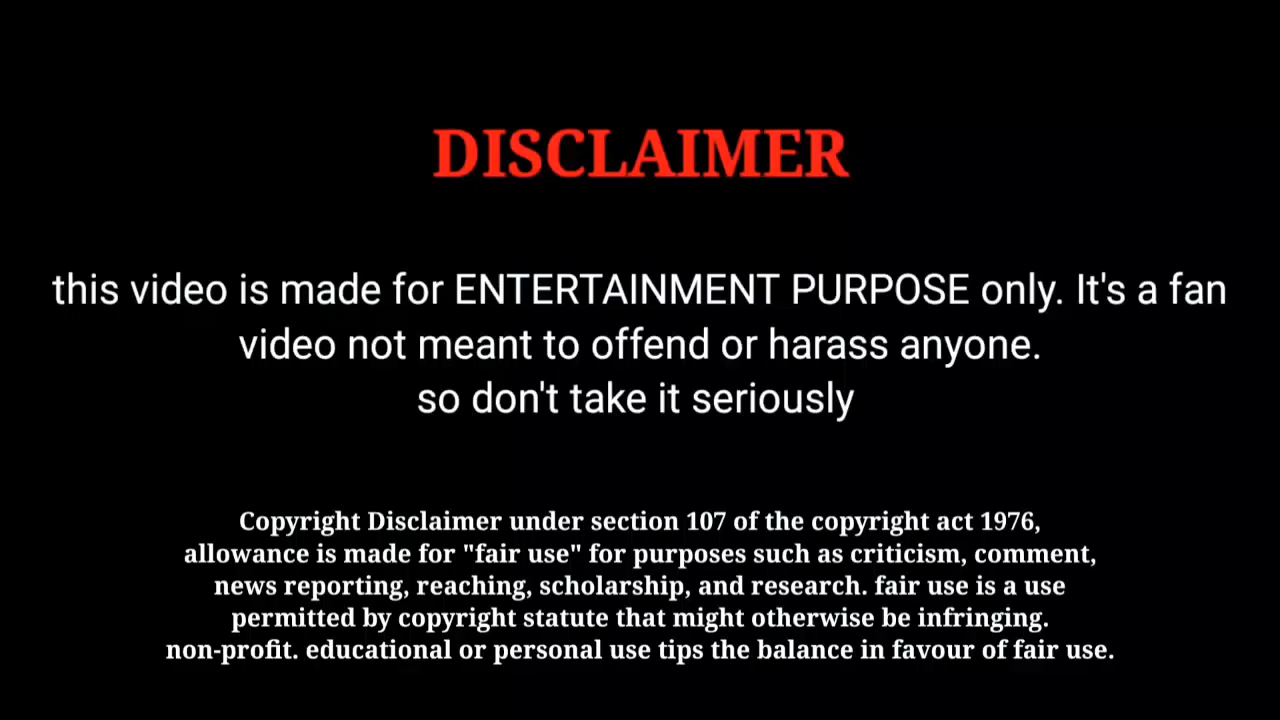 DISCLAIMER
this video is made for ENTERTAINMENT PURPOSE only. It's a fan
video not meant to offend or harass anyone.
so don't take it seriously
Copyright Disclaimer under section 107 of the copyright act 1976,
allowance is made for "fair use" for purposes such as criticism, comment,
news reporting, reaching, scholarship, and research. fair use is a use
permitted by copyright statute that might otherwise be infringing.
non-profit. educational or personal use tips the balance in favour of fair use.